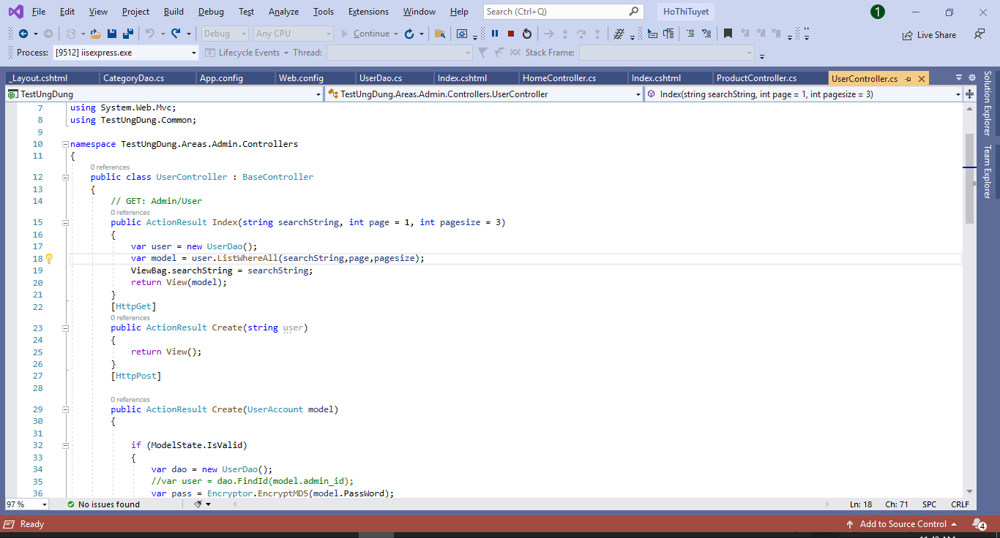 File Edit View Project Build Debug Test Analyze Tools Extensions Window Help Search (Ctrl+Q) HoThiTuyet 1
Debug Any CPU Continue Live Share
Process: [9512] iisexpress.exe Lifecycle Events Thread: Stack Frame:
_Layout.cshtml CategoryDao.cs App.config Web.config UserDao.cs Index.cshtml HomeController.cs Index.cshtml ProductController.cs UserController.cs
TestUngDung TestUngDung.Areas.Admin.Controllers.UserController Index(string searchString, int page = 1, int pagesize = 3)
Solution Explorer
Team Explorer
7 using System.Web.Mvc;
8 using TestUngDung.Common;
9
10 namespace TestUngDung.Areas.Admin.Controllers
11 {
0 references
12 public class UserController : BaseController
13 {
14 // GET: Admin/User
0 references
15 public ActionResult Index(string searchString, int page = 1, int pagesize = 3)
16 {
17 var user = new UserDao();
18 var model = user.ListWhereAll(searchString,page,pagesize);
19 ViewBag.searchString = searchString;
20 return View(model);
21 }
22 [HttpGet]
0 references
23 public ActionResult Create(string user)
24 {
25 return View();
26 }
27 [HttpPost]
28
0 references
29 public ActionResult Create(UserAccount model)
30 {
31
32 if (ModelState.IsValid)
33 {
34 var dao = new UserDao();
35 //var user = dao.FindId(model.admin_id);
36 var pass = Encryptor.EncryptMD5(model.PassWord);
97 % No issues found Ln: 18 Ch: 71 SPC CRLF
Ready Add to Source Control 4